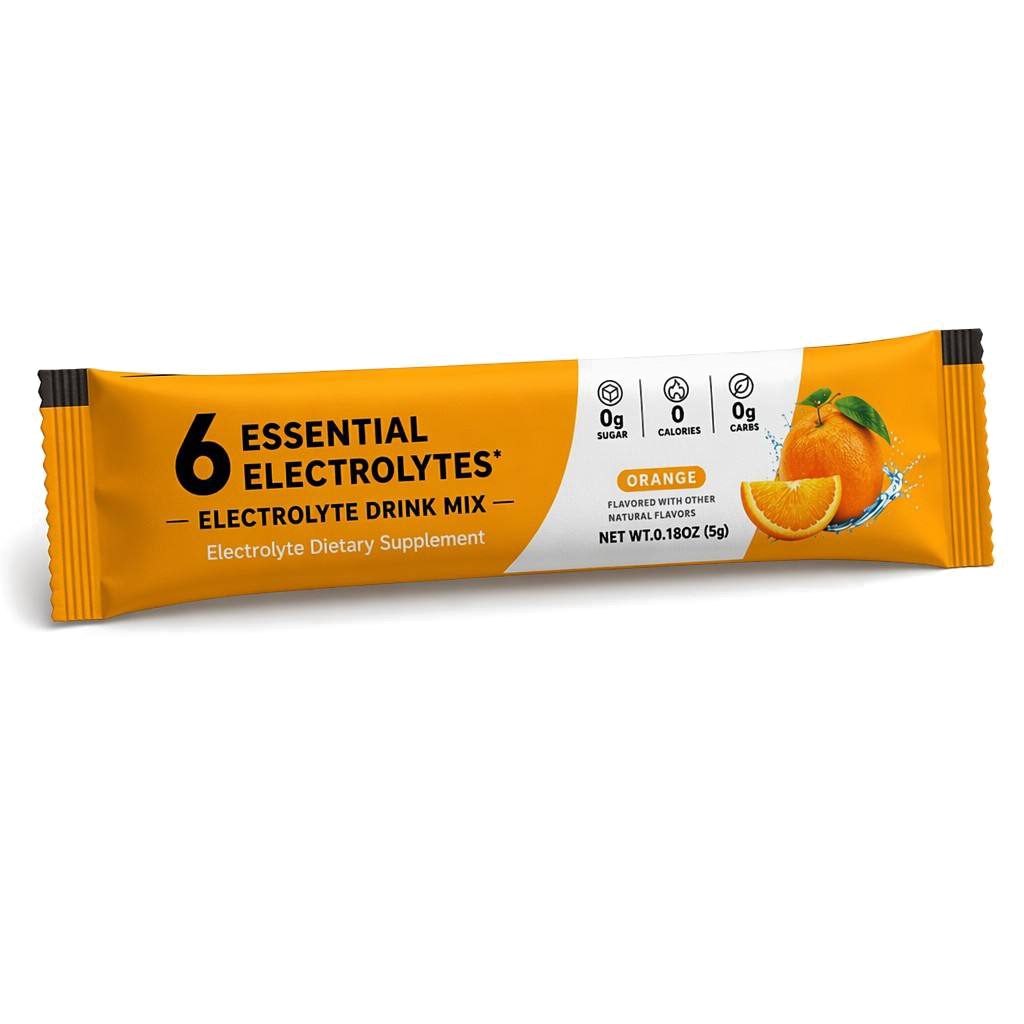 6 ESSENTIAL
ELECTROLYTES*
— ELECTROLYTE DRINK MIX —
Electrolyte Dietary Supplement
0g
SUGAR
0
CALORIES
0g
CARBS
ORANGE
FLAVORED WITH OTHER
NATURAL FLAVORS
NET WT.0.18OZ (5g)